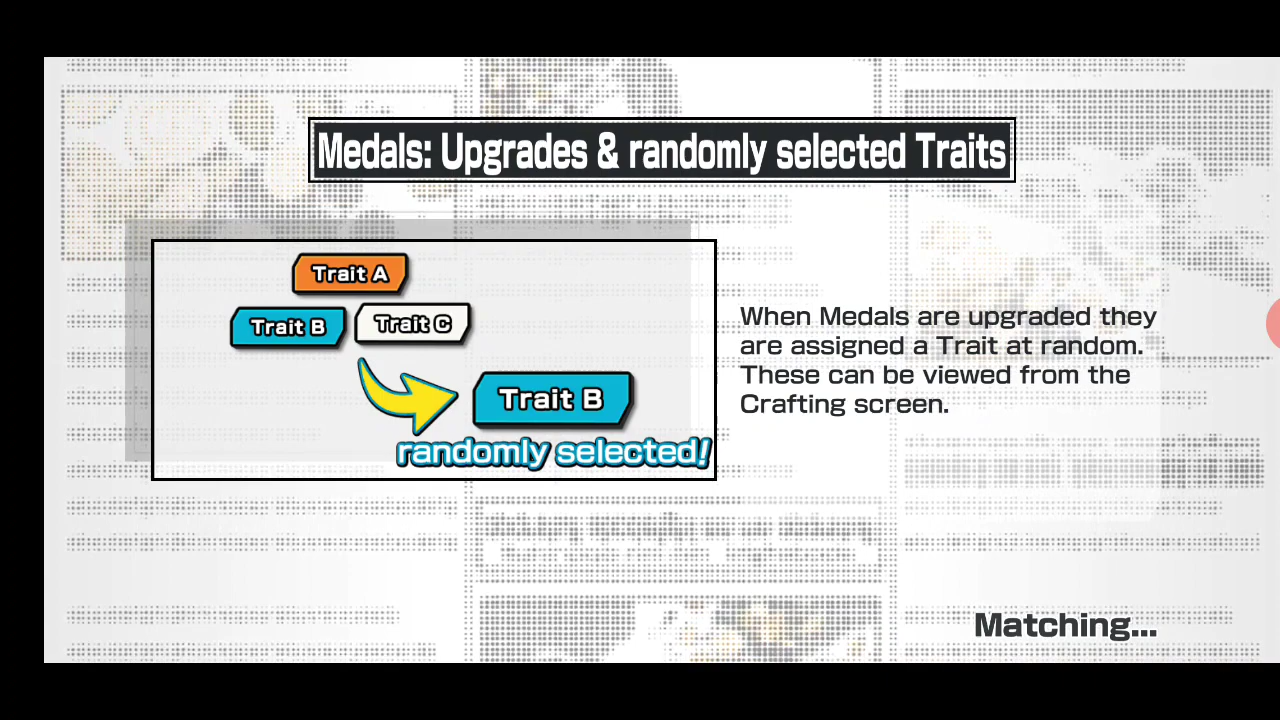 Medals: Upgrades & randomly selected Traits
Trait A
Trait B
Trait C
Trait B
randomly selected!
When Medals are upgraded they
are assigned a Trait at random.
These can be viewed from the
Crafting screen.
Matching...